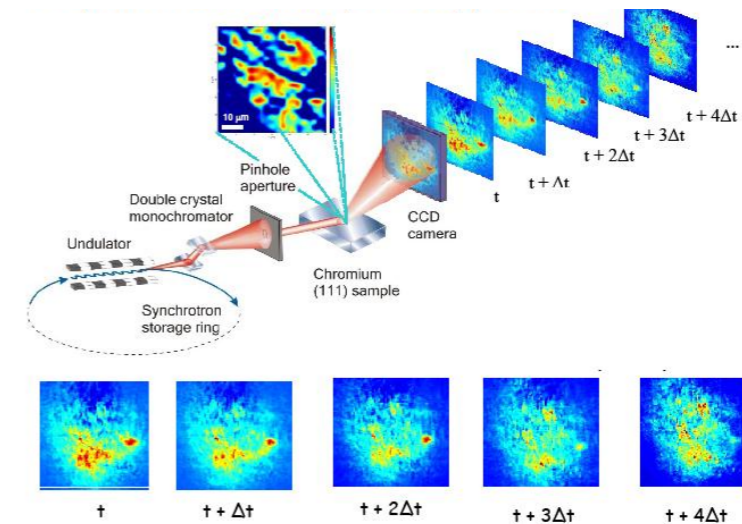 10 μm
Pinhole
aperture
Double crystal
monochromator
Undulator
Synchrotron
storage ring
Chromium
(111) sample
CCD
camera
t
t + Δt
t + 2Δt
t + 3Δt
t + 4Δt
...
t
t + Δt
t + 2Δt
t + 3Δt
t + 4Δt